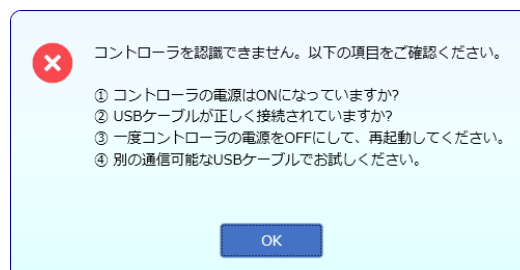 コントローラを認識できません。以下の項目をご確認ください。
① コントローラの電源はONになっていますか?
② USBケーブルが正しく接続されていますか?
③ 一度コントローラの電源をOFFにして、再起動してください。
④ 別の通信可能なUSBケーブルでお試しください。
OK